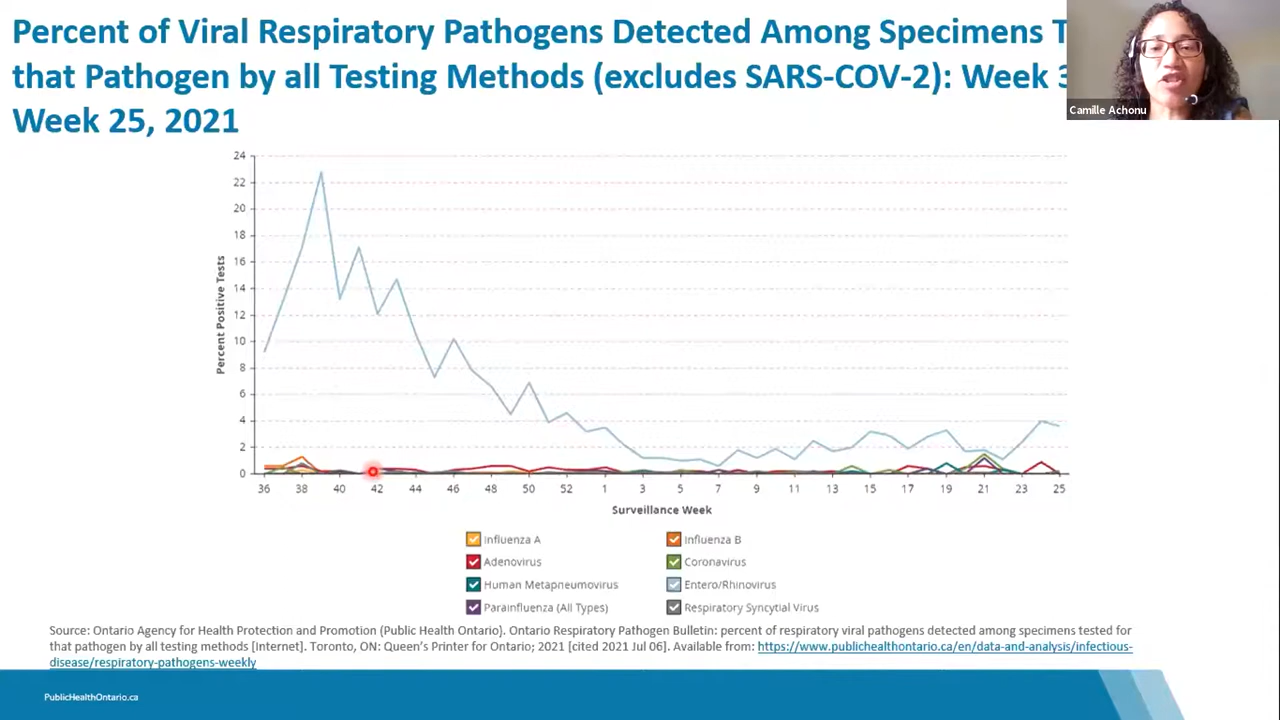 Percent of Viral Respiratory Pathogens Detected Among Specimens
that Pathogen by all Testing Methods (excludes SARS-COV-2): Week
Week 25, 2021
Camille Achonu
24
22
20
18
16
14
12
10
8
6
4
2
0
Percent Positive Tests
36 38 40 42 44 46 48 50 52 1 3 5 7 9 11 13 15 17 19 21 23 25
Surveillance Week
Influenza A Influenza B
Adenovirus Coronavirus
Human Metapneumovirus Entero/Rhinovirus
Parainfluenza (All Types) Respiratory Syncytial Virus
Source: Ontario Agency for Health Protection and Promotion (Public Health Ontario). Ontario Respiratory Pathogen Bulletin: percent of respiratory viral pathogens detected among specimens tested for
that pathogen by all testing methods [Internet]. Toronto, ON: Queen's Printer for Ontario; 2021 [cited 2021 Jul 06]. Available from: https://www.publichealthontario.ca/en/data-and-analysis/infectious-
disease/respiratory-pathogens-weekly
PublicHealthOntario.ca